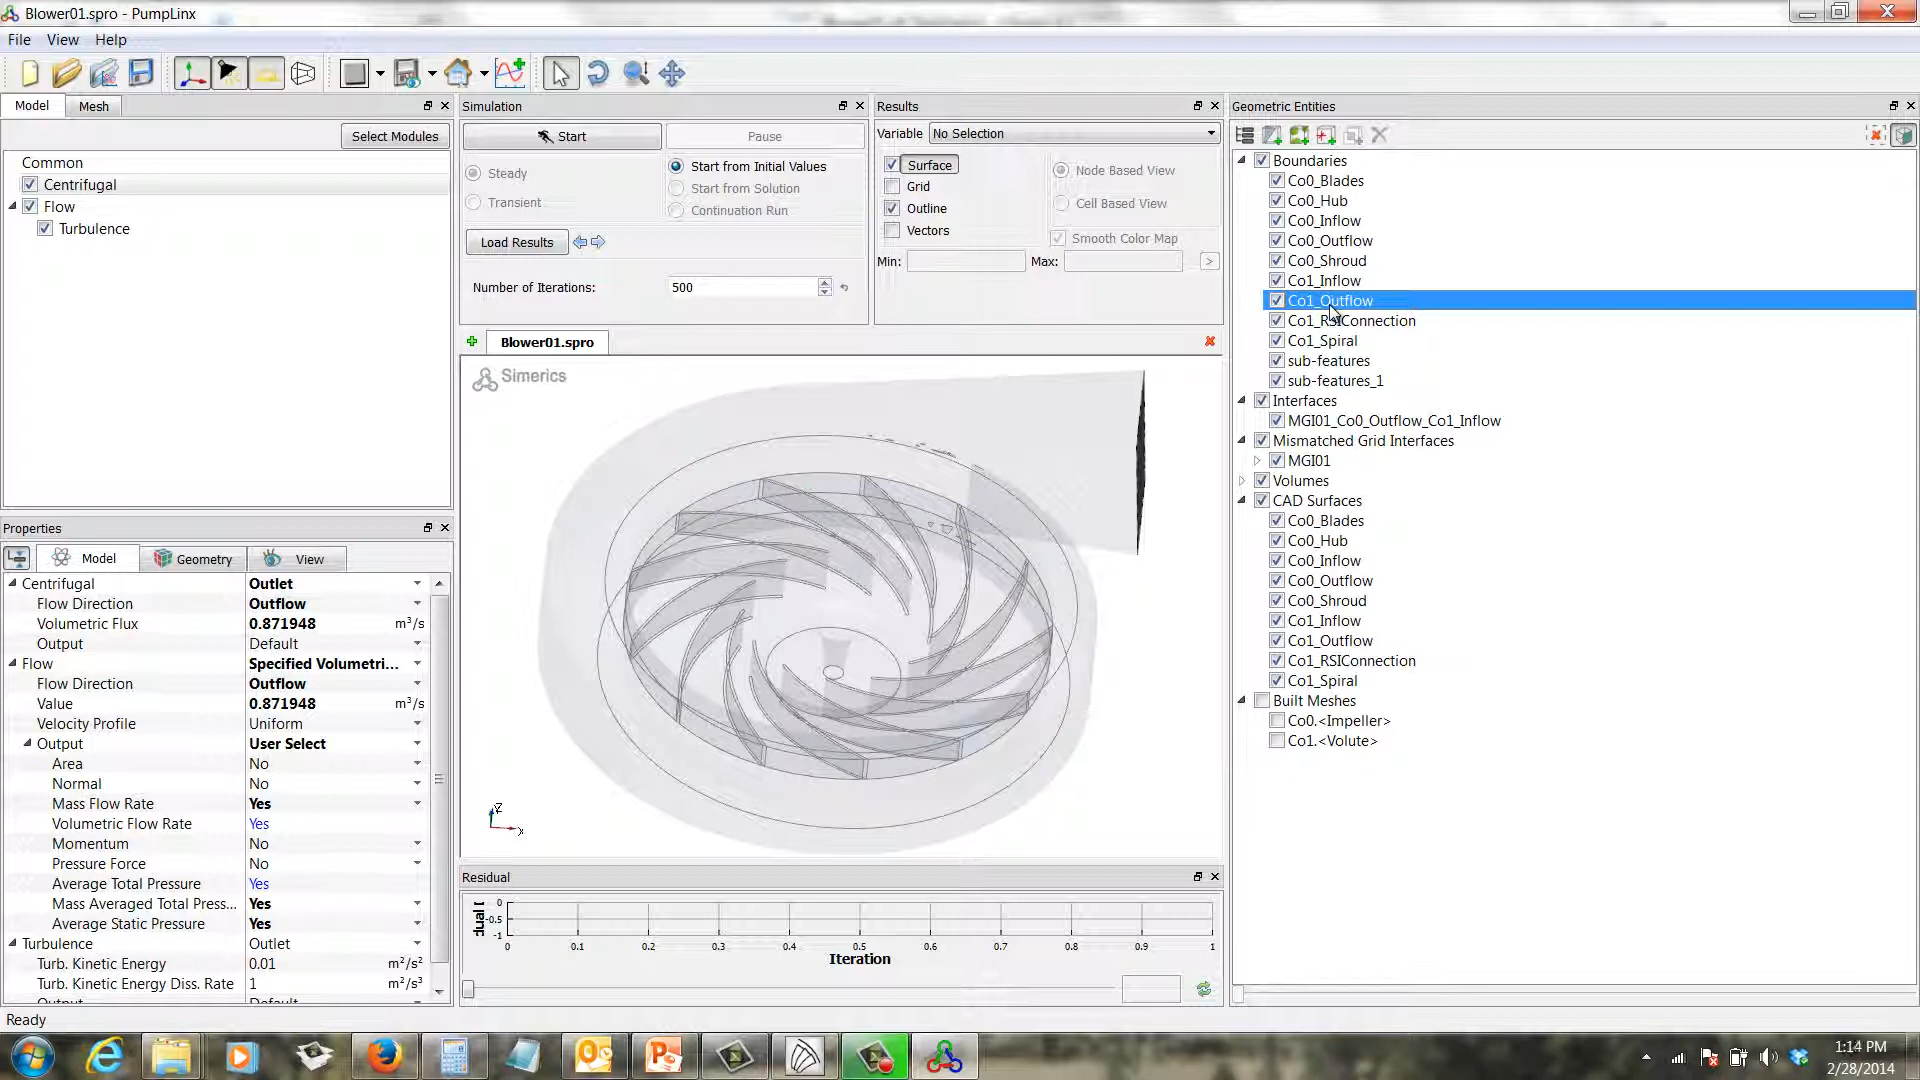 Blower01.spro - PumpLinx
File View Help
Model Mesh
Select Modules
Common
Centrifugal
Flow
Turbulence
Simulation
Start Pause
Steady
Transient
Start from Initial Values
Start from Solution
Continuation Run
Load Results
Number of Iterations: 500
Results
Variable No Selection
Surface
Grid
Outline
Vectors
Node Based View
Cell Based View
Smooth Color Map
Min: Max: >
Geometric Entities
Boundaries
Co0_Blades
Co0_Hub
Co0_Inflow
Co0_Outflow
Co0_Shroud
Co1_Inflow
Co1_Outflow
Co1_RSIConnection
Co1_Spiral
sub-features
sub-features_1
Interfaces
MGI01_Co0_Outflow_Co1_Inflow
Mismatched Grid Interfaces
MGI01
Volumes
CAD Surfaces
Co0_Blades
Co0_Hub
Co0_Inflow
Co0_Outflow
Co0_Shroud
Co1_Inflow
Co1_Outflow
Co1_RSIConnection
Co1_Spiral
Built Meshes
Co0.<Impeller>
Co1.<Volute>
Blower01.spro
Simerics
Z
X
Properties
Model Geometry View
Centrifugal Outlet
Flow Direction Outflow
Volumetric Flux 0.871948 m³/s
Output Default
Flow Specified Volumetri...
Flow Direction Outflow
Value 0.871948 m³/s
Velocity Profile Uniform
Output User Select
Area No
Normal No
Mass Flow Rate Yes
Volumetric Flow Rate Yes
Momentum No
Pressure Force No
Average Total Pressure Yes
Mass Averaged Total Press... Yes
Average Static Pressure Yes
Turbulence Outlet
Turb. Kinetic Energy 0.01 m²/s²
Turb. Kinetic Energy Diss. Rate 1 m²/s³
Output Default
Residual
0
-0.5
-1
0 0.1 0.2 0.3 0.4 0.5 0.6 0.7 0.8 0.9 1
Iteration
Ready
1:14 PM
2/28/2014